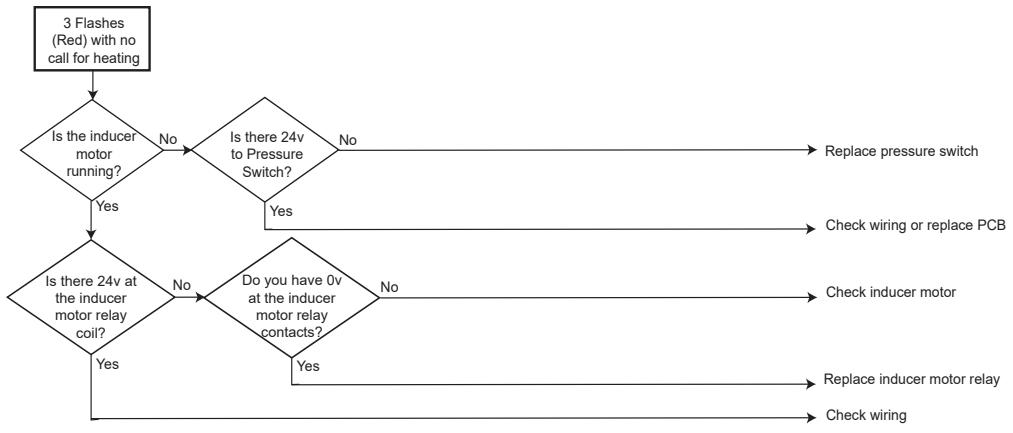 3 Flashes
(Red) with no
call for heating
Is the inducer
motor
running?
No
Is there 24v
to Pressure
Switch?
No
Replace pressure switch
Yes
Yes
Check wiring or replace PCB
Is there 24v at
the inducer
motor relay
coil?
No
Do you have 0v
at the inducer
motor relay
contacts?
No
Check inducer motor
Yes
Yes
Replace inducer motor relay
Check wiring